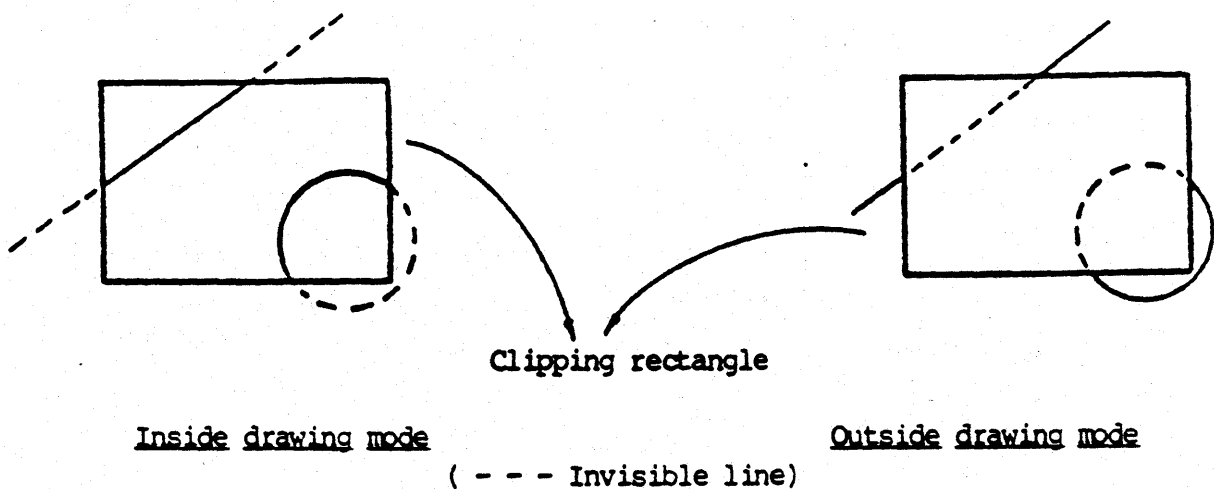 Clipping rectangle
Inside drawing mode
Outside drawing mode
( - - - Invisible line)